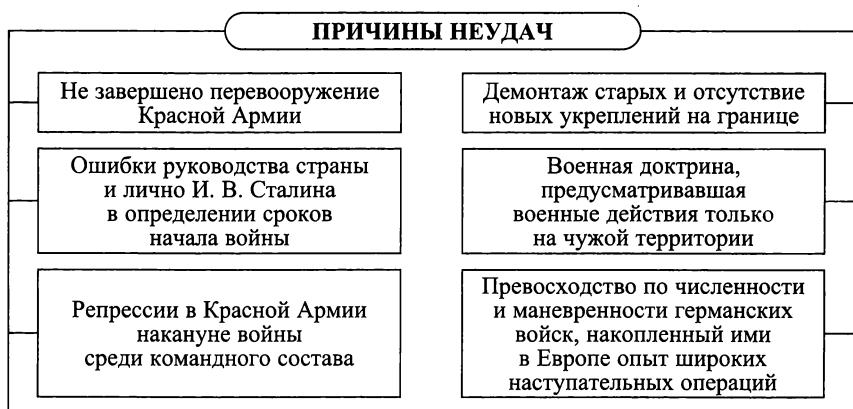 ПРИЧИНЫ НЕУДАЧ
Не завершено перевооружение
Красной Армии
Демонтаж старых и отсутствие
новых укреплений на границе
Ошибки руководства страны
и лично И. В. Сталина
в определении сроков
начала войны
Военная доктрина,
предусматривавшая
военные действия только
на чужой территории
Репрессии в Красной Армии
накануне войны
среди командного состава
Превосходство по численности
и маневренности германских
войск, накопленный ими
в Европе опыт широких
наступательных операций